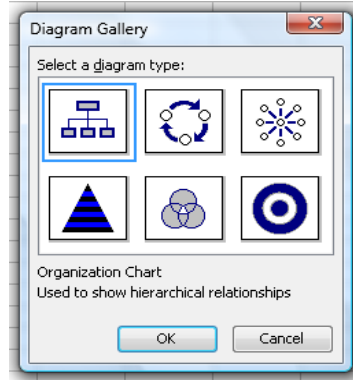 Diagram Gallery
Select a diagram type:
Organization Chart
Used to show hierarchical relationships
OK
Cancel